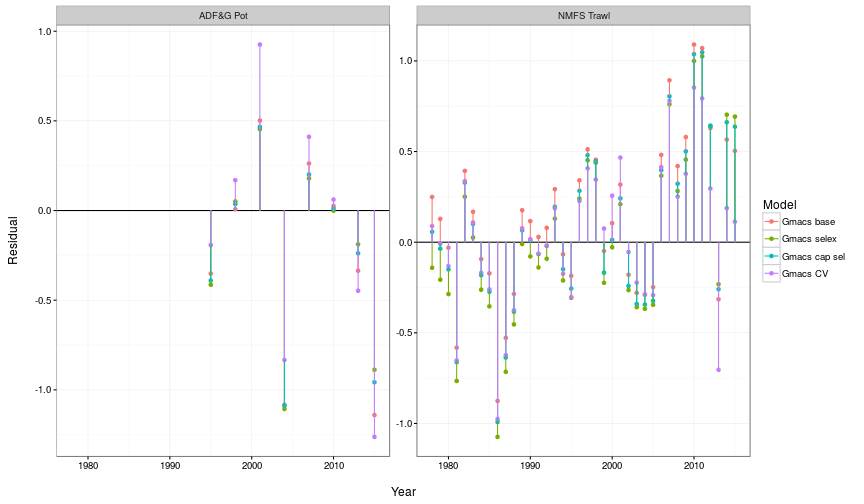 ADF&G Pot
NMFS Trawl
1.0
0.5
0.0
-0.5
-1.0
1.0
0.5
0.0
-0.5
-1.0
Residual
1980
1990
2000
2010
1980
1990
2000
2010
Year
Model
Gmacs base
Gmacs selex
Gmacs cap sel
Gmacs CV